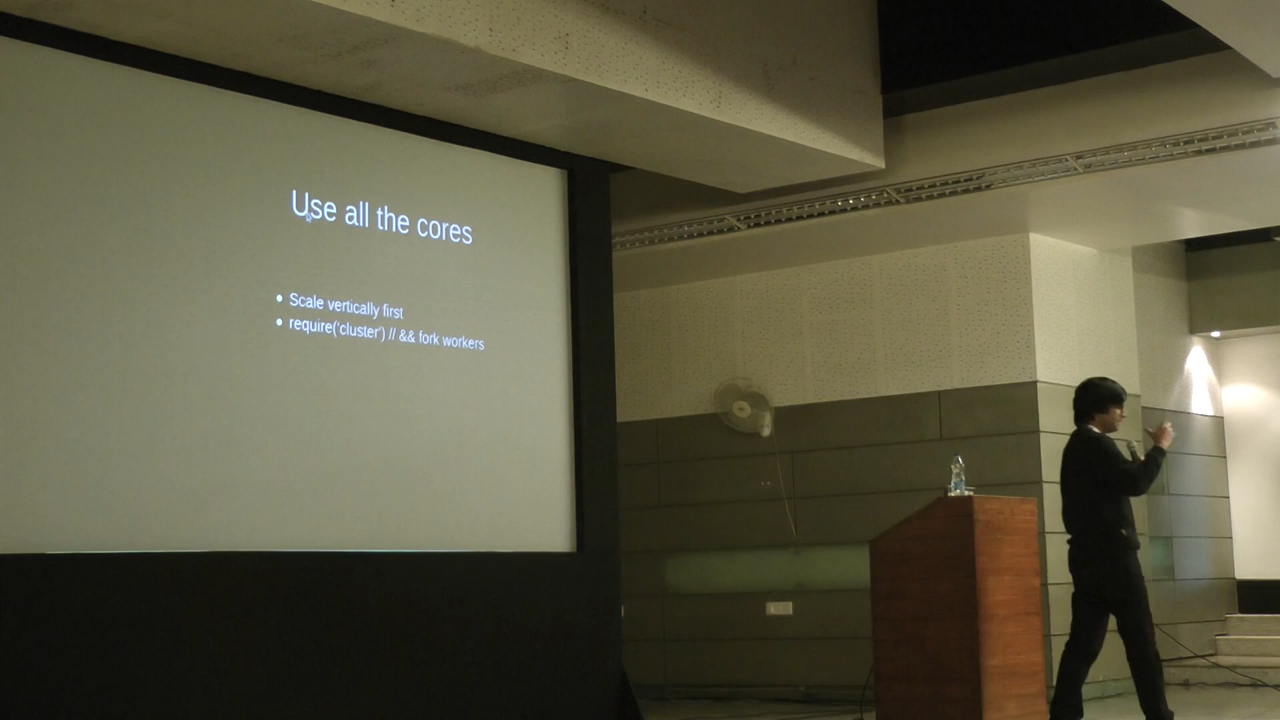 Use all the cores
• Scale vertically first
• require('cluster') // && fork workers